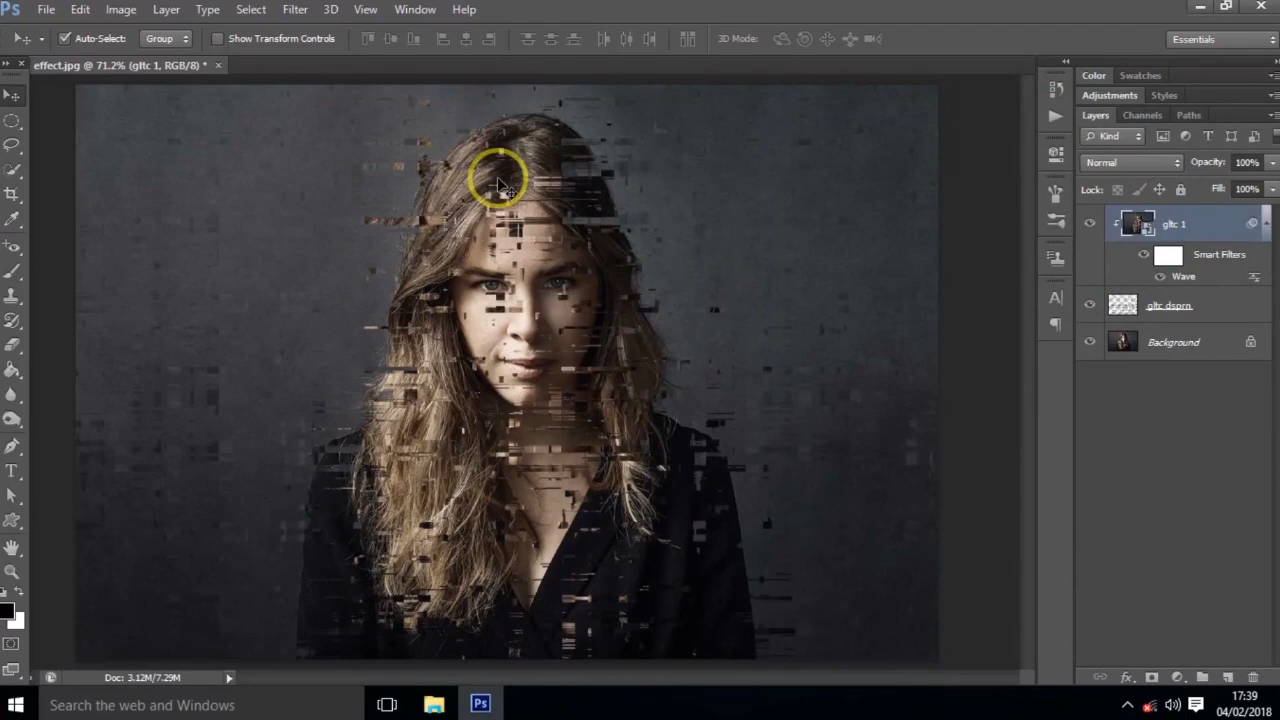 Ps File Edit Image Layer Type Select Filter 3D View Window Help
Auto-Select: Group Show Transform Controls 3D Mode: Essentials
effect.jpg @ 71.2% (gltc 1, RGB/8) * ×
Color Swatches
Adjustments Styles
Layers Channels Paths
Kind
Normal Opacity: 100%
Lock: Fill: 100%
gltc 1
Smart Filters
Wave
gltc dsprn
Background
Doc: 3.12M/7.29M
Search the web and Windows
Ps
17:39
04/02/2018